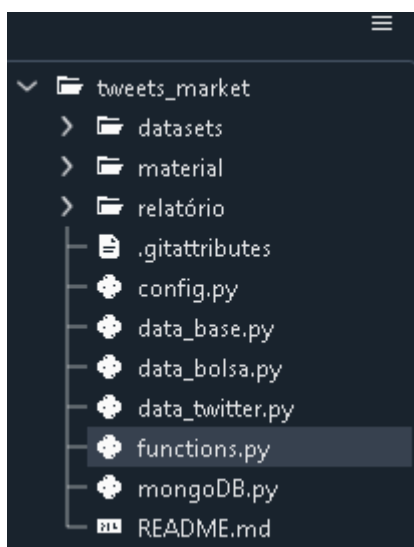 tweets_market
datasets
material
relatório
.gitattributes
config.py
data_base.py
data_bolsa.py
data_twitter.py
functions.py
mongoDB.py
README.md